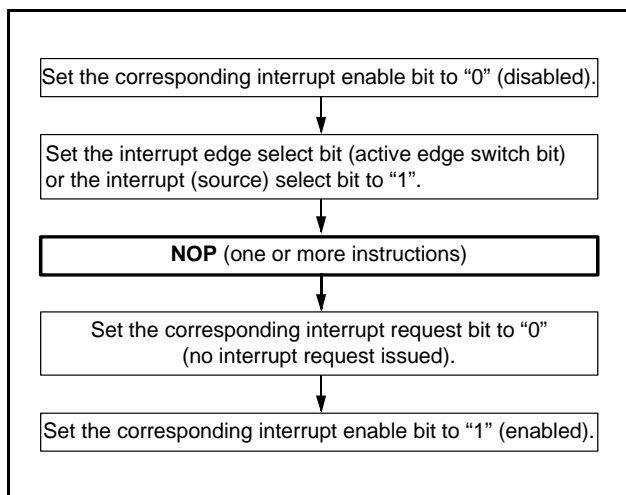 Set the corresponding interrupt enable bit to “0” (disabled).
Set the interrupt edge select bit (active edge switch bit)
or the interrupt (source) select bit to “1”.
NOP (one or more instructions)
Set the corresponding interrupt request bit to “0”
(no interrupt request issued).
Set the corresponding interrupt enable bit to “1” (enabled).